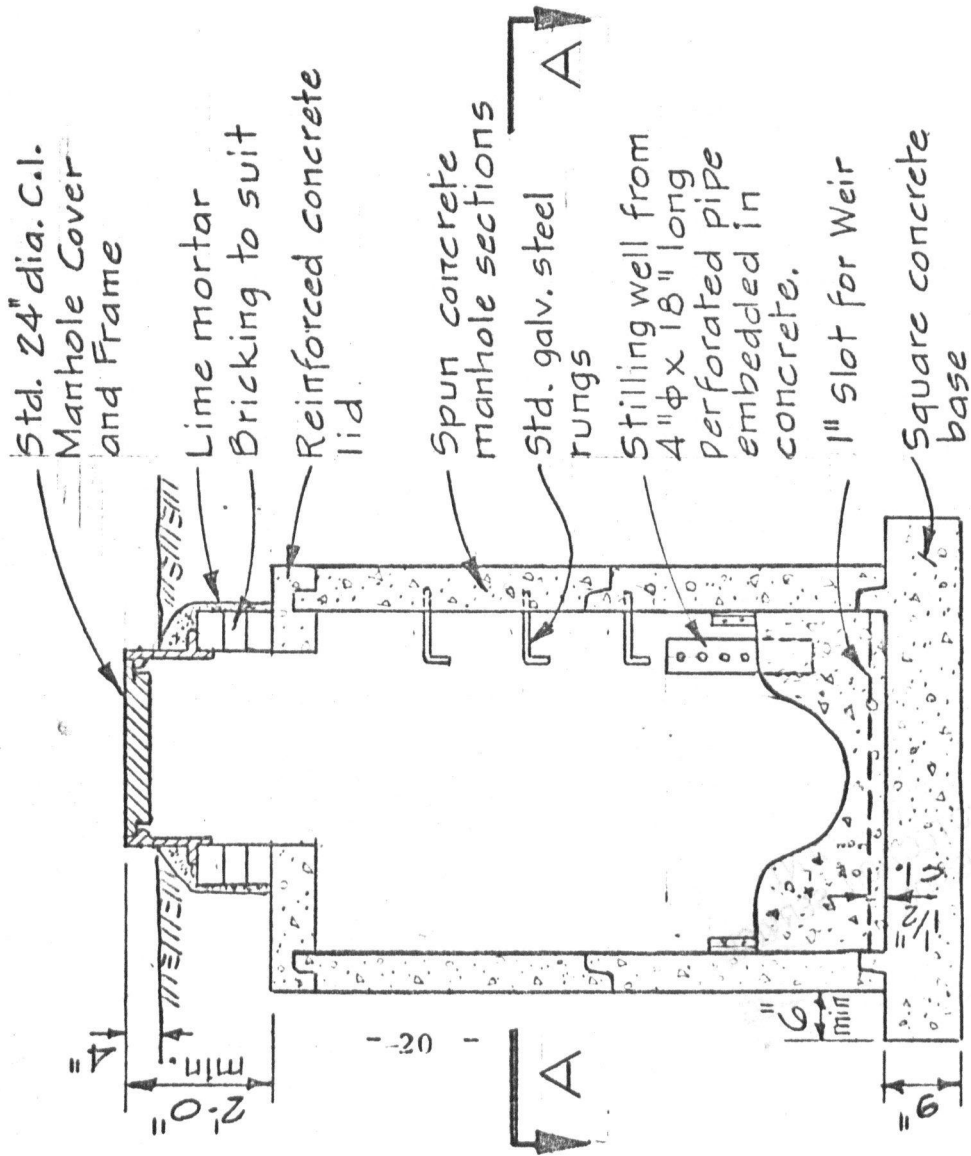 Std. 24" dia. C.I.
Manhole Cover
and Frame
Lime mortar
Bricking to suit
Reinforced concrete
lid.
Spun concrete
manhole sections
Std. galv. steel
rungs
Stilling well from
4"φ x 18" long
perforated pipe
embedded in
concrete.
1" Slot for Weir
Square concrete
base
A
A
4"
2'-0"
min.
- 20 -
6"
min
9"
1-1/2"